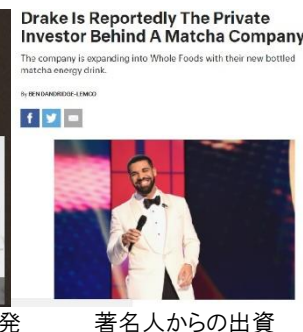 Drake Is Reportedly The Private
Investor Behind A Matcha Company
The company is expanding into Whole Foods with their new bottled
matcha energy drink.
By BEN DANDRIDGE-LEMCO
f
発
著名人からの出資